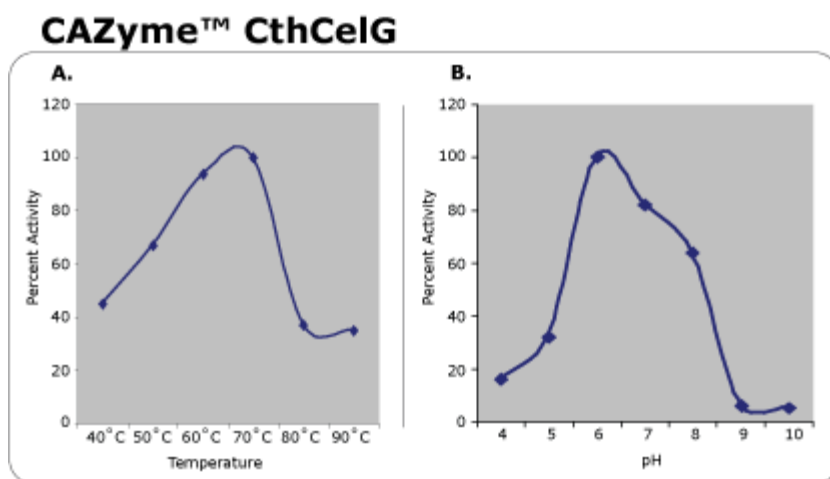 CAZyme™ CthCelG
A.
120
100
80
60
40
20
0
Percent Activity
40°C 50°C 60°C 70°C 80°C 90°C
Temperature
B.
120
100
80
60
40
20
0
Percent Activity
4 5 6 7 8 9 10
pH